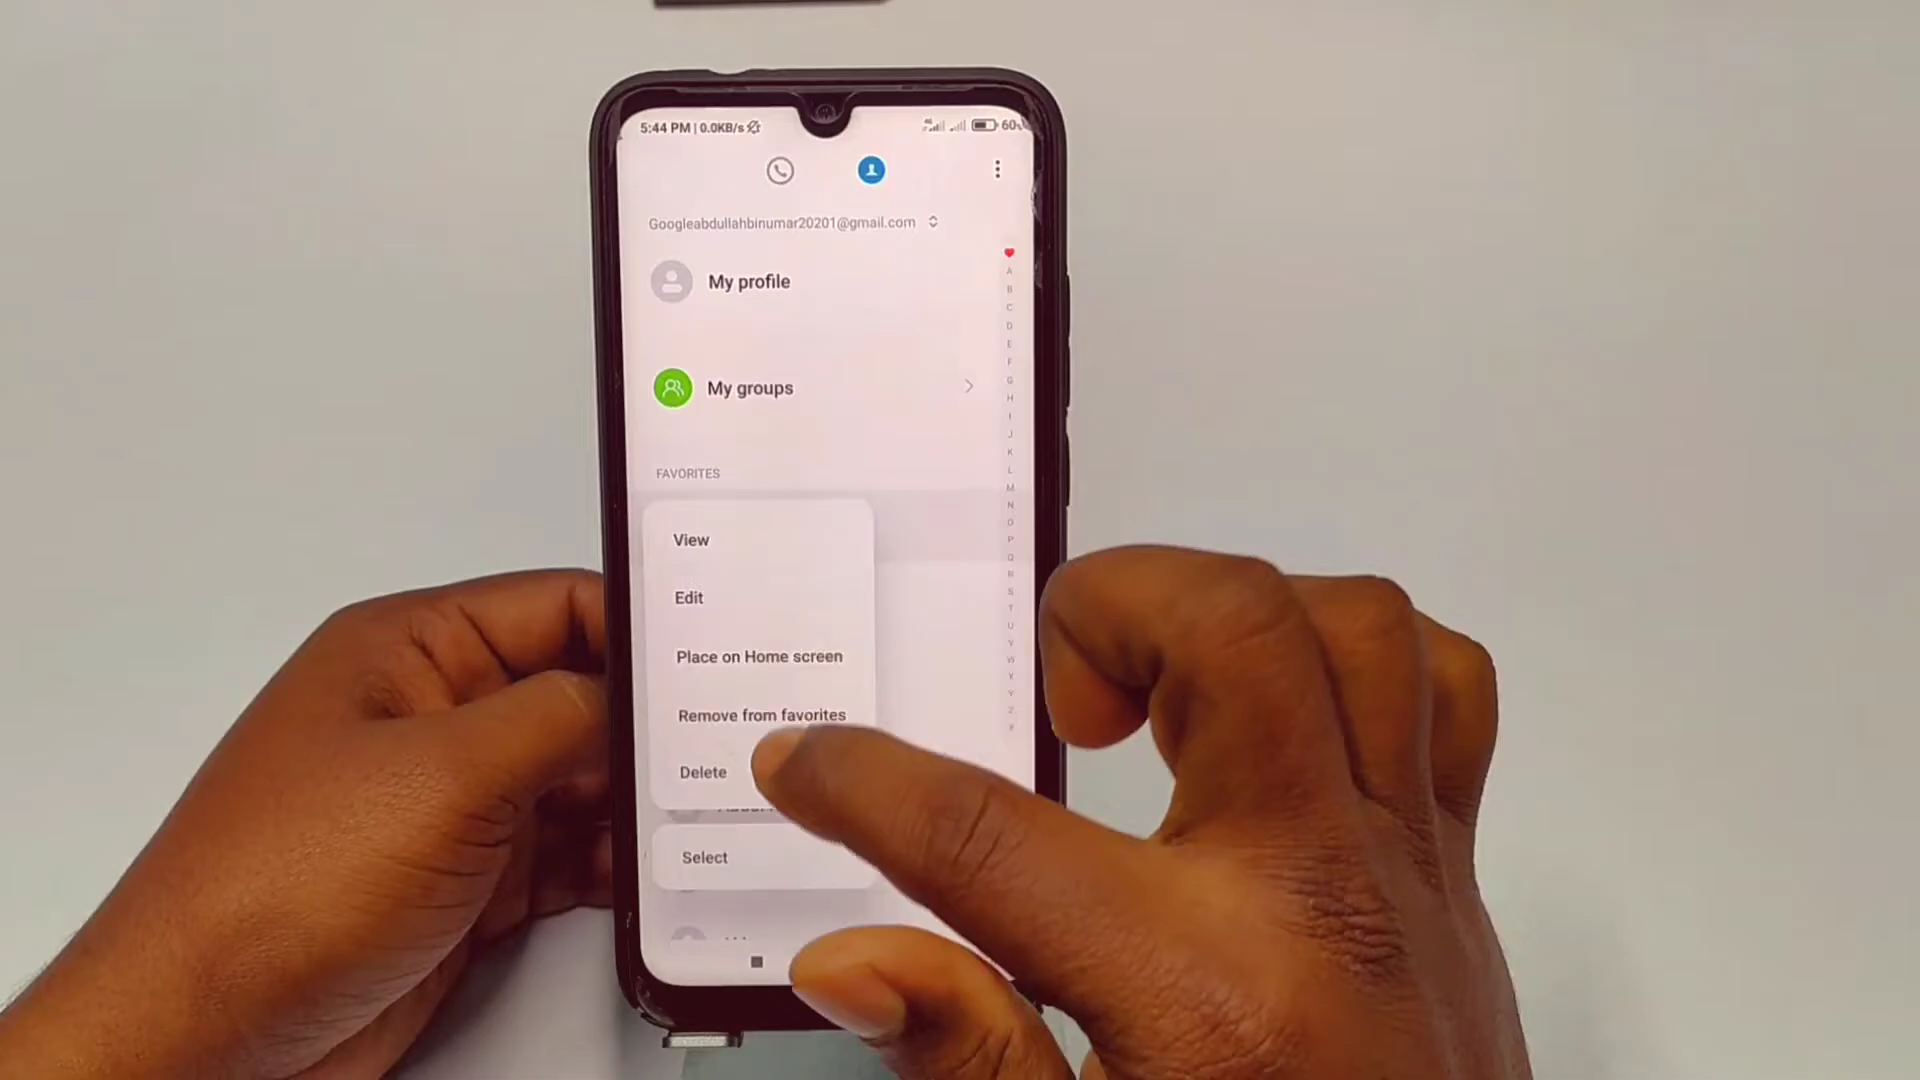 5:44 PM | 0.0KB/s
60
Googleabdullahbinumar20201@gmail.com
My profile
My groups
FAVORITES
View
Edit
Place on Home screen
Remove from favorites
Delete
Select
A
B
C
D
E
F
G
H
I
J
K
L
M
N
O
P
Q
R
S
T
U
V
W